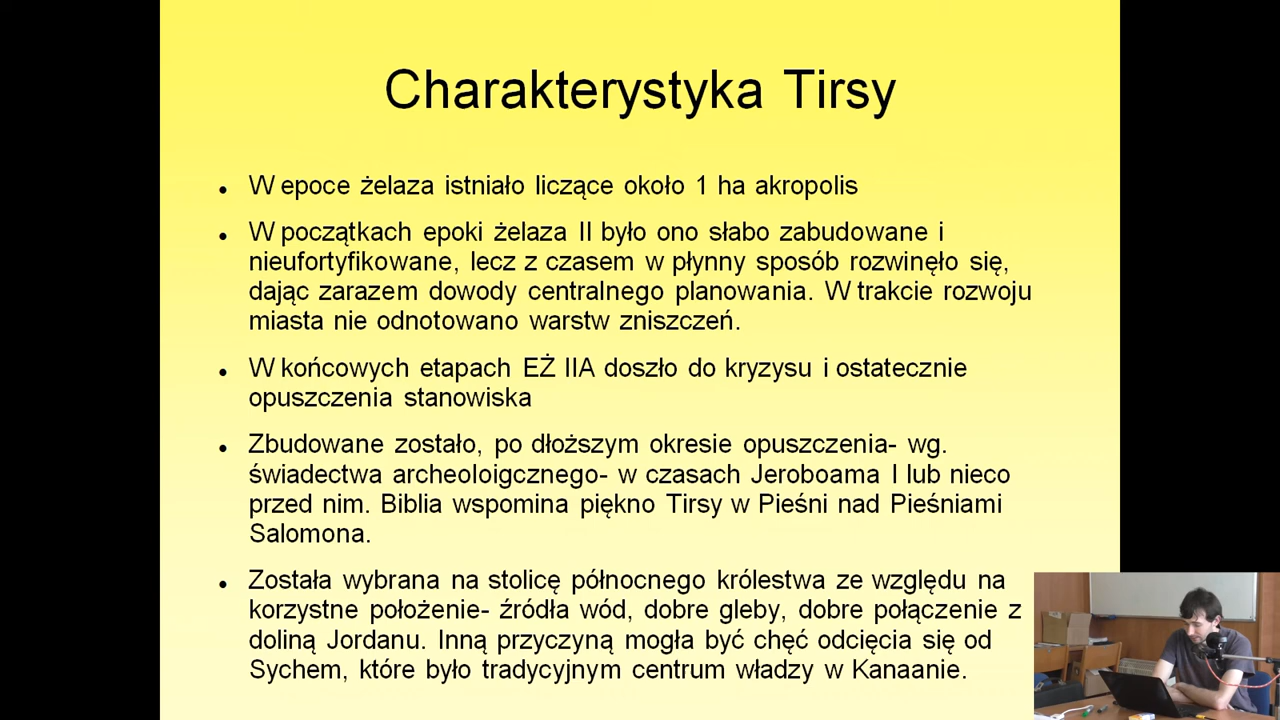 Charakterystyka Tirsy
W epoce żelaza istniało liczące około 1 ha akropolis
W początkach epoki żelaza II było ono słabo zabudowane i
nieufortyfikowane, lecz z czasem w płynny sposób rozwinęło się,
dając zarazem dowody centralnego planowania. W trakcie rozwoju
miasta nie odnotowano warstw zniszczeń.
W końcowych etapach EŻ IIA doszło do kryzysu i ostatecznie
opuszczenia stanowiska
Zbudowane zostało, po dłoższym okresie opuszczenia- wg.
świadectwa archeoloigcznego- w czasach Jeroboama I lub nieco
przed nim. Biblia wspomina piękno Tirsy w Pieśni nad Pieśniami
Salomona.
Została wybrana na stolicę północnego królestwa ze względu na
korzystne położenie- źródła wód, dobre gleby, dobre połączenie z
doliną Jordanu. Inną przyczyną mogła być chęć odcięcia się od
Sychem, które było tradycyjnym centrum władzy w Kanaanie.